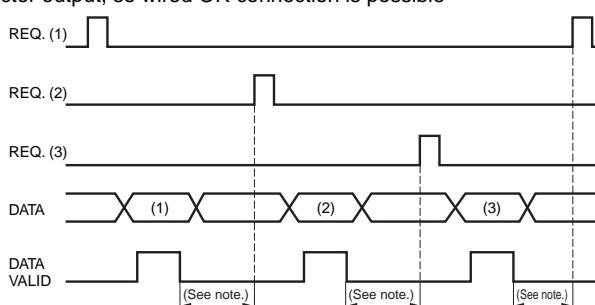 output, so wired OR connection is possible
REQ. (1)
REQ. (2)
REQ. (3)
DATA (1) (2) (3)
DATA
VALID
(See note.) (See note.) (See note.)